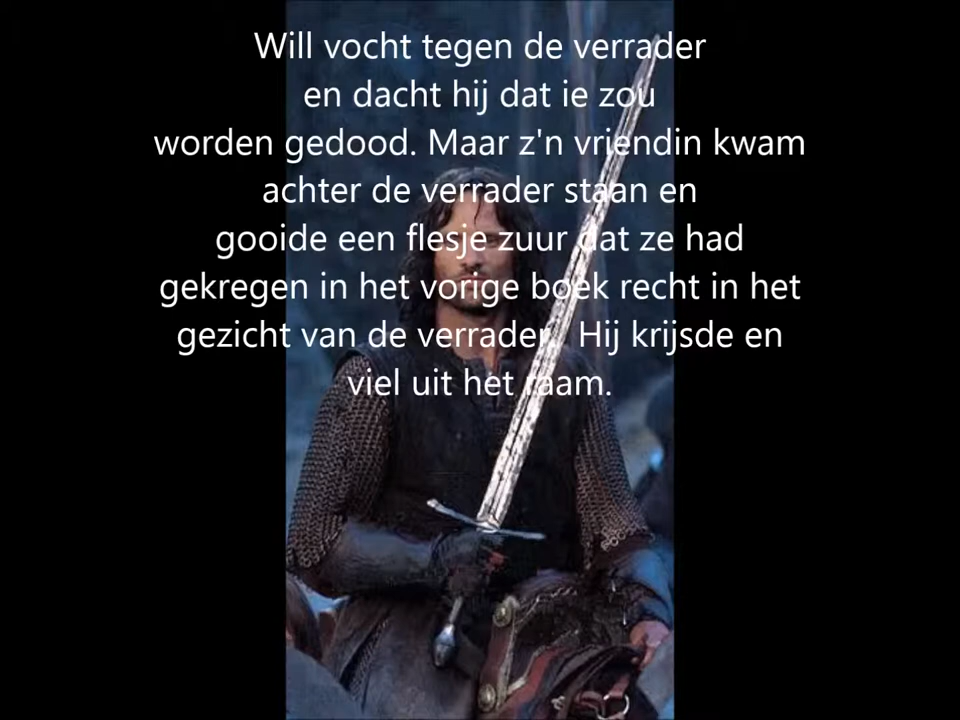 Will vocht tegen de verrader
en dacht hij dat ie zou
worden gedood. Maar z'n vriendin kwam
achter de verrader staan en
gooide een flesje zuur dat ze had
gekregen in het vorige boek recht in het
gezicht van de verrader.  Hij krijsde en
viel uit het raam.